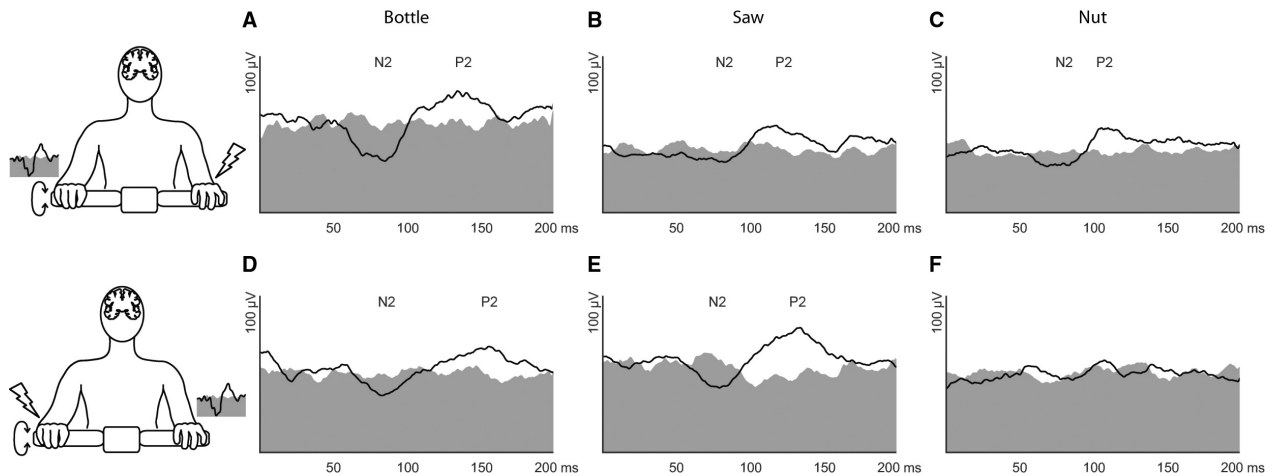 A Bottle B Saw C Nut
N2 P2 N2 P2 N2 P2
100 µV 100 µV 100 µV
50 100 150 200 ms 50 100 150 200 ms 50 100 150 200 ms
D E F
N2 P2 N2 P2
100 µV 100 µV 100 µV
50 100 150 200 ms 50 100 150 200 ms 50 100 150 200 ms